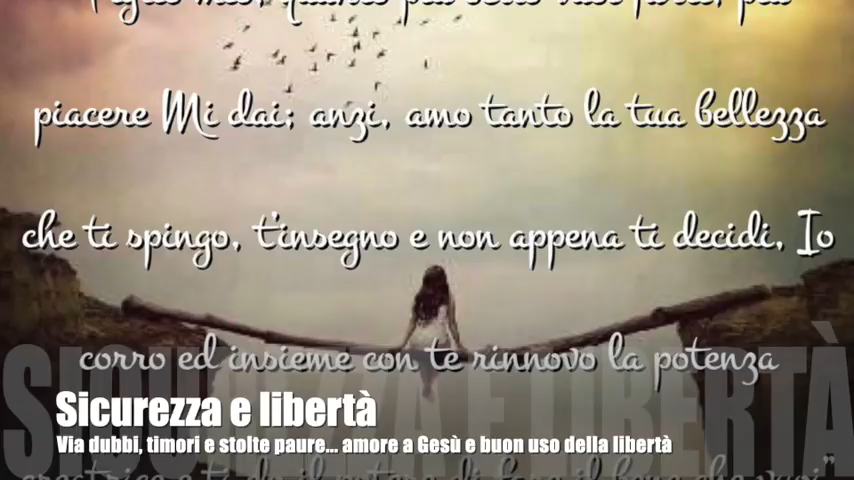 piacere Mi dai; anzi, amo tanto la tua bellezza
che ti spingo, t'insegno e non appena ti decidi, Io
corro ed insieme con te rinnovo la potenza
SICUREZZA E LIBERTÀ
Sicurezza e libertà
Via dubbi, timori e stolte paure... amore a Gesù e buon uso della libertà